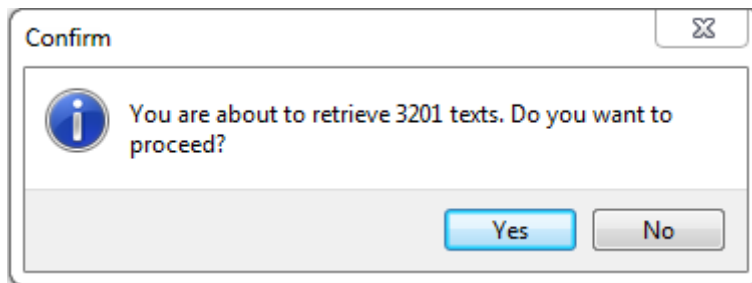 Confirm
You are about to retrieve 3201 texts. Do you want to
proceed?
Yes No